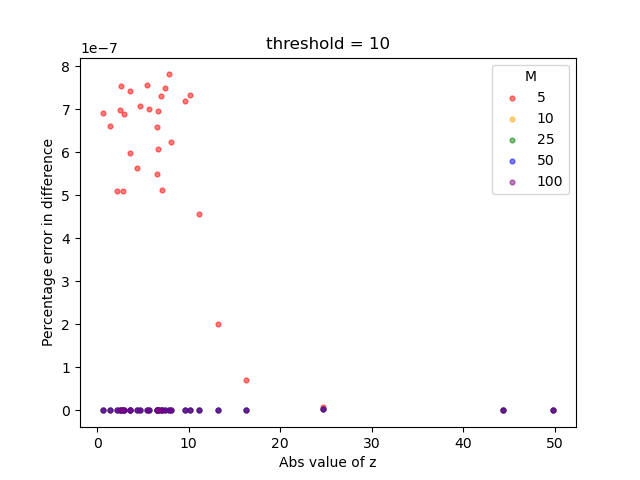 threshold = 10
1e−7
8
7
6
5
4
3
2
1
0
Percentage error in difference
0 10 20 30 40 50
Abs value of z
M
5
10
25
50
100